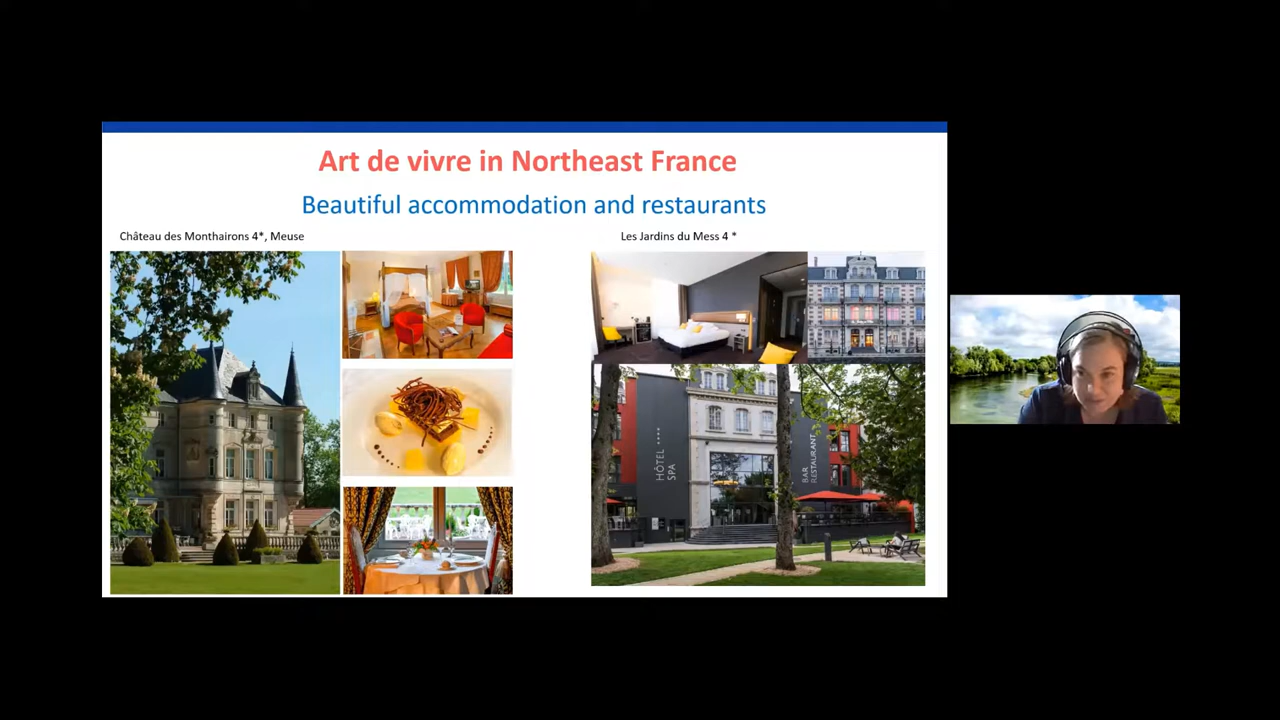 Art de vivre in Northeast France
Beautiful accommodation and restaurants
Château des Monthairons 4*, Meuse
Les Jardins du Mess 4 *
HÔTEL ****
SPA
BAR
RESTAURANT